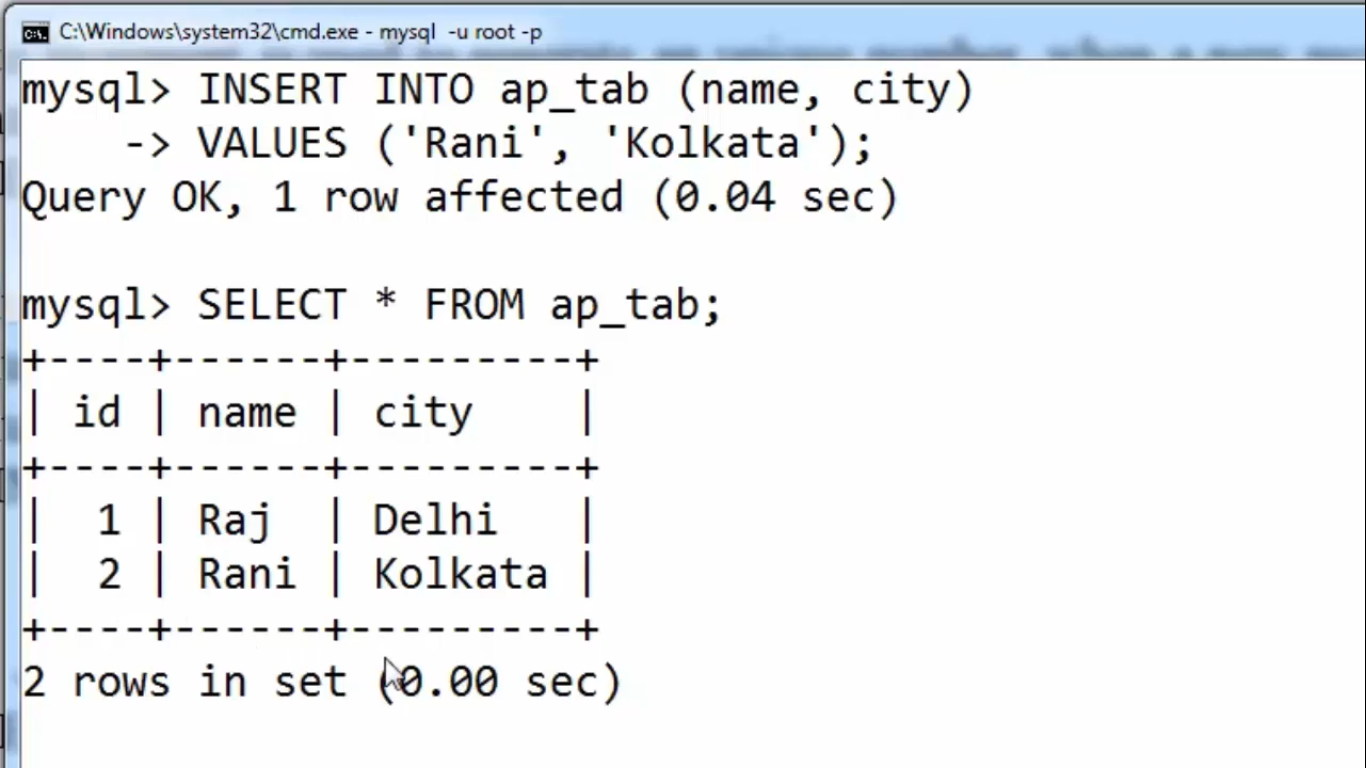 C:\Windows\system32\cmd.exe - mysql  -u root -p
mysql> INSERT INTO ap_tab (name, city)
    -> VALUES ('Rani', 'Kolkata');
Query OK, 1 row affected (0.04 sec)

mysql> SELECT * FROM ap_tab;
+----+------+---------+
| id | name | city    |
+----+------+---------+
|  1 | Raj  | Delhi   |
|  2 | Rani | Kolkata |
+----+------+---------+
2 rows in set (0.00 sec)